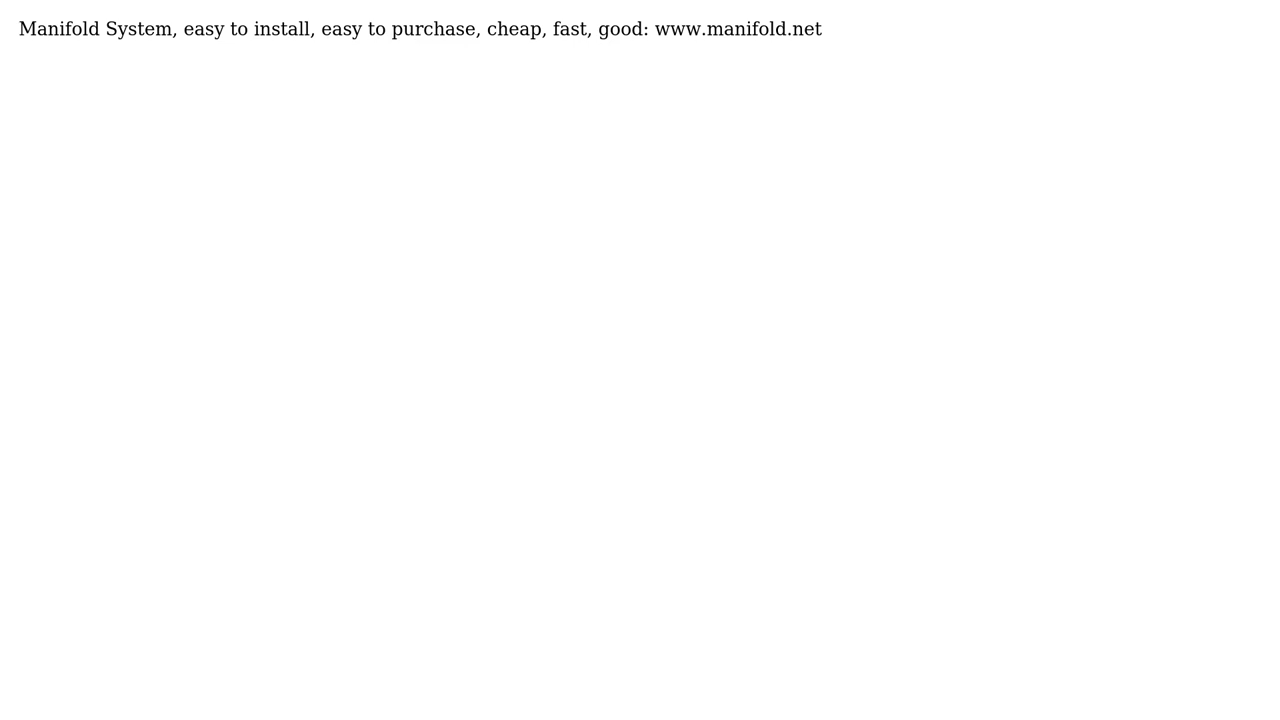 Manifold System, easy to install, easy to purchase, cheap, fast, good: www.manifold.net